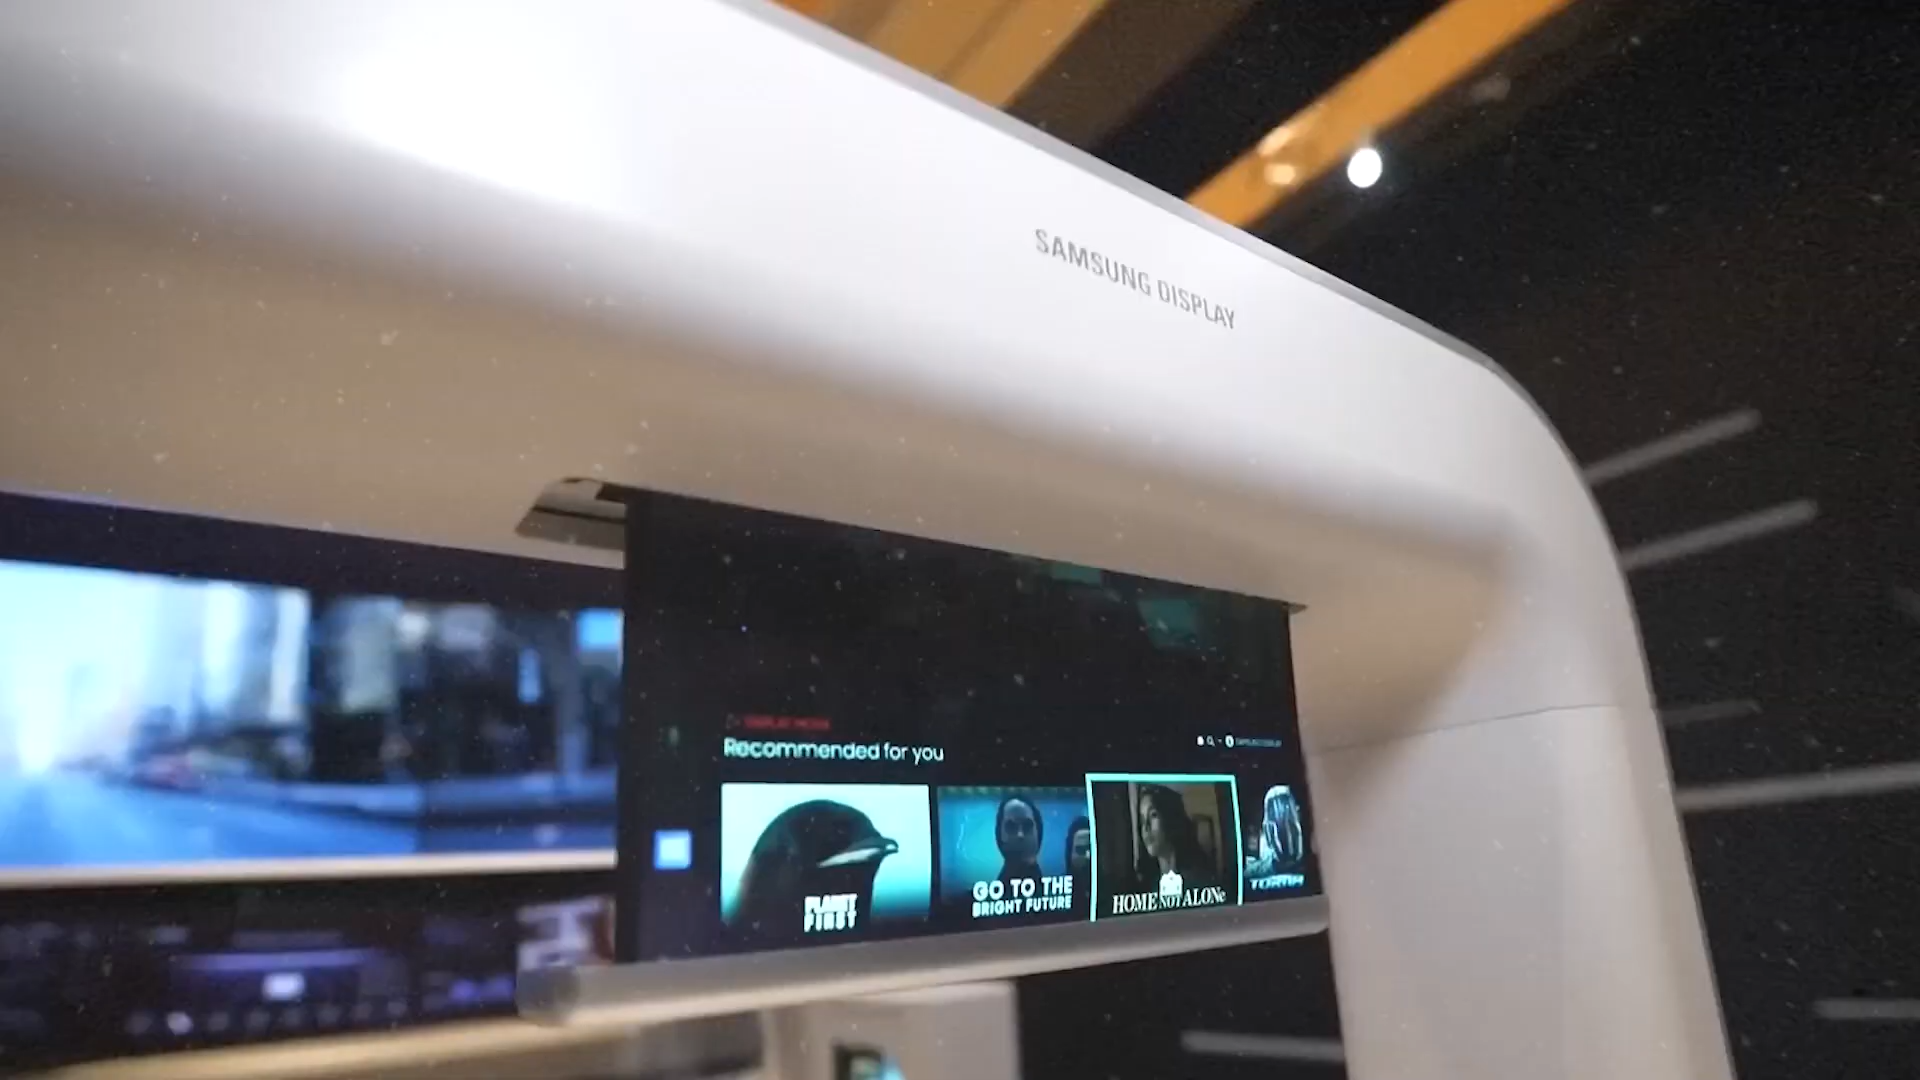 SAMSUNG DISPLAY
Recommended for you
PLANET
FIRST
GO TO THE
BRIGHT FUTURE
HOME NOT ALONe